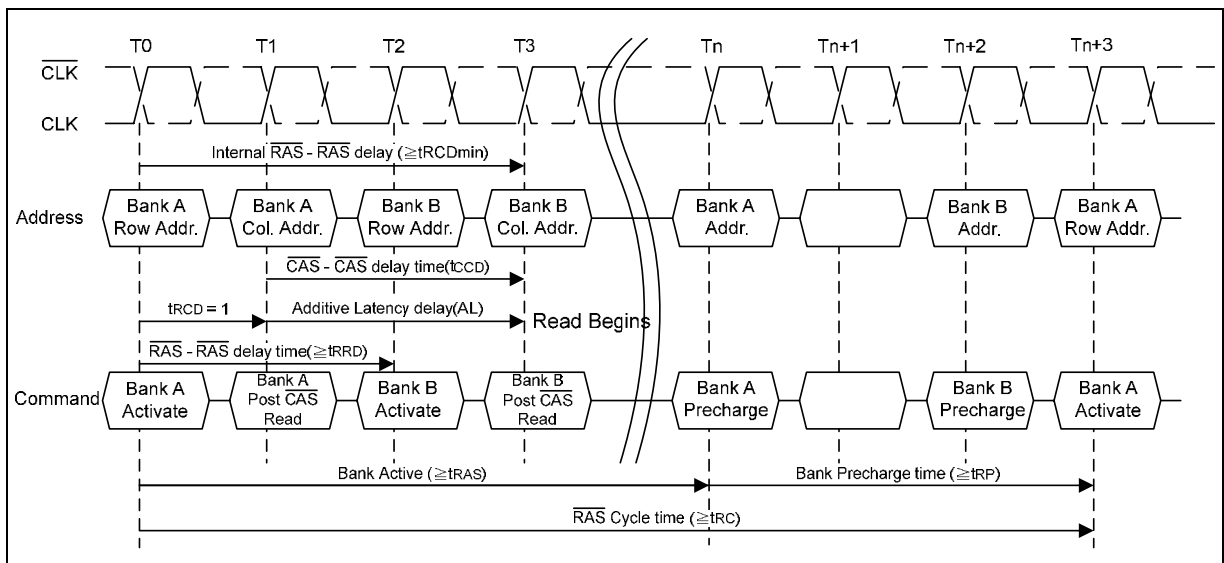 T0 T1 T2 T3 Tn Tn+1 Tn+2 Tn+3
CLK
CLK
Internal RAS - RAS delay (≧tRCDmin)
Address
Bank A
Row Addr.
Bank A
Col. Addr.
Bank B
Row Addr.
Bank B
Col. Addr.
Bank A
Addr.
Bank B
Addr.
Bank A
Row Addr.
CAS - CAS delay time(tCCD)
tRCD = 1
Additive Latency delay(AL)
Read Begins
RAS - RAS delay time(≧tRRD)
Command
Bank A
Activate
Bank A
Post CAS
Read
Bank B
Activate
Bank B
Post CAS
Read
Bank A
Precharge
Bank B
Precharge
Bank A
Activate
Bank Active (≧tRAS)
Bank Precharge time (≧tRP)
RAS Cycle time (≧tRC)